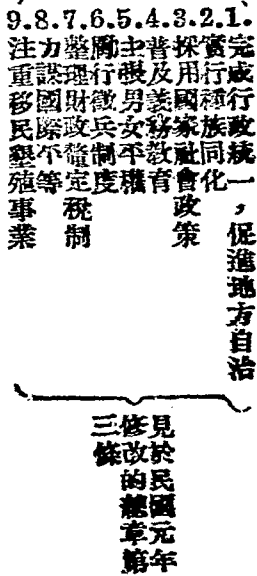 1.完成行政統一,促進地方自治
2.實行種族同化
3.採用國家社會政策
4.普及義務教育
5.主張男女平權
6.勵行徵兵制度
7.整理財政釐定稅制
8.力謀國際平等
9.注重移民墾殖事業
見於民國元年
修改的總章第
三條